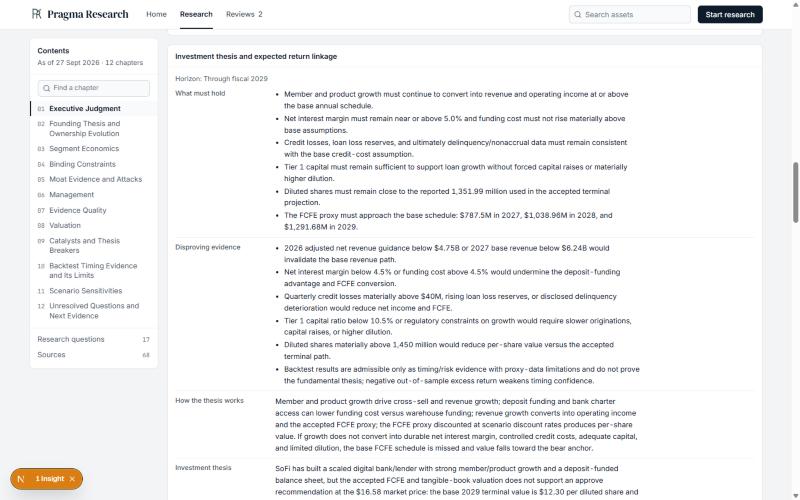 Pragma Research
Home
Research
Reviews 2
Search assets
Start research
Contents
As of 27 Sept 2026 · 12 chapters
Find a chapter
01 Executive Judgment
02 Founding Thesis and
Ownership Evolution
03 Segment Economics
04 Binding Constraints
05 Moat Evidence and Attacks
06 Management
07 Evidence Quality
08 Valuation
09 Catalysts and Thesis
Breakers
10 Backtest Timing Evidence
and Its Limits
11 Scenario Sensitivities
12 Unresolved Questions and
Next Evidence
Research questions 17
Sources 68
Investment thesis and expected return linkage
Horizon: Through fiscal 2029
What must hold
• Member and product growth must continue to convert into revenue and operating income at or above
the base annual schedule.
• Net interest margin must remain near or above 5.0% and funding cost must not rise materially above
base assumptions.
• Credit losses, loan loss reserves, and ultimately delinquency/nonaccrual data must remain consistent
with the base credit-cost assumption.
• Tier 1 capital must remain sufficient to support loan growth without forced capital raises or materially
higher dilution.
• Diluted shares must remain close to the reported 1,351.99 million used in the accepted terminal
projection.
• The FCFE proxy must approach the base schedule: $787.5M in 2027, $1,038.96M in 2028, and
$1,291.68M in 2029.
Disproving evidence
• 2026 adjusted net revenue guidance below $4.75B or 2027 base revenue below $6.24B would
invalidate the base revenue path.
• Net interest margin below 4.5% or funding cost above 4.5% would undermine the deposit-funding
advantage and FCFE conversion.
• Quarterly credit losses materially above $40M, rising loan loss reserves, or disclosed delinquency
deterioration would reduce net income and FCFE.
• Tier 1 capital ratio below 10.5% or regulatory constraints on growth would require slower originations,
capital raises, or higher dilution.
• Diluted shares materially above 1,450 million would reduce per-share value versus the accepted
terminal path.
• Backtest results are admissible only as timing/risk evidence with proxy-data limitations and do not prove
the fundamental thesis; negative out-of-sample excess return weakens timing confidence.
How the thesis works
Member and product growth drive cross-sell and revenue growth; deposit funding and bank charter
access can lower funding cost versus warehouse funding; revenue growth converts into operating income
and the accepted FCFE proxy; the FCFE proxy discounted at scenario discount rates produces per-share
value. If growth does not convert into durable net interest margin, controlled credit costs, adequate capital,
and limited dilution, the base FCFE schedule is missed and value falls toward the bear anchor.
Investment thesis
SoFi has built a scaled digital bank/lender with strong member/product growth and a deposit-funded
balance sheet, but the accepted FCFE and tangible-book valuation does not support an approve
recommendation at the $16.58 market price: the base 2029 terminal value is $12.30 per diluted share and
1 Insight